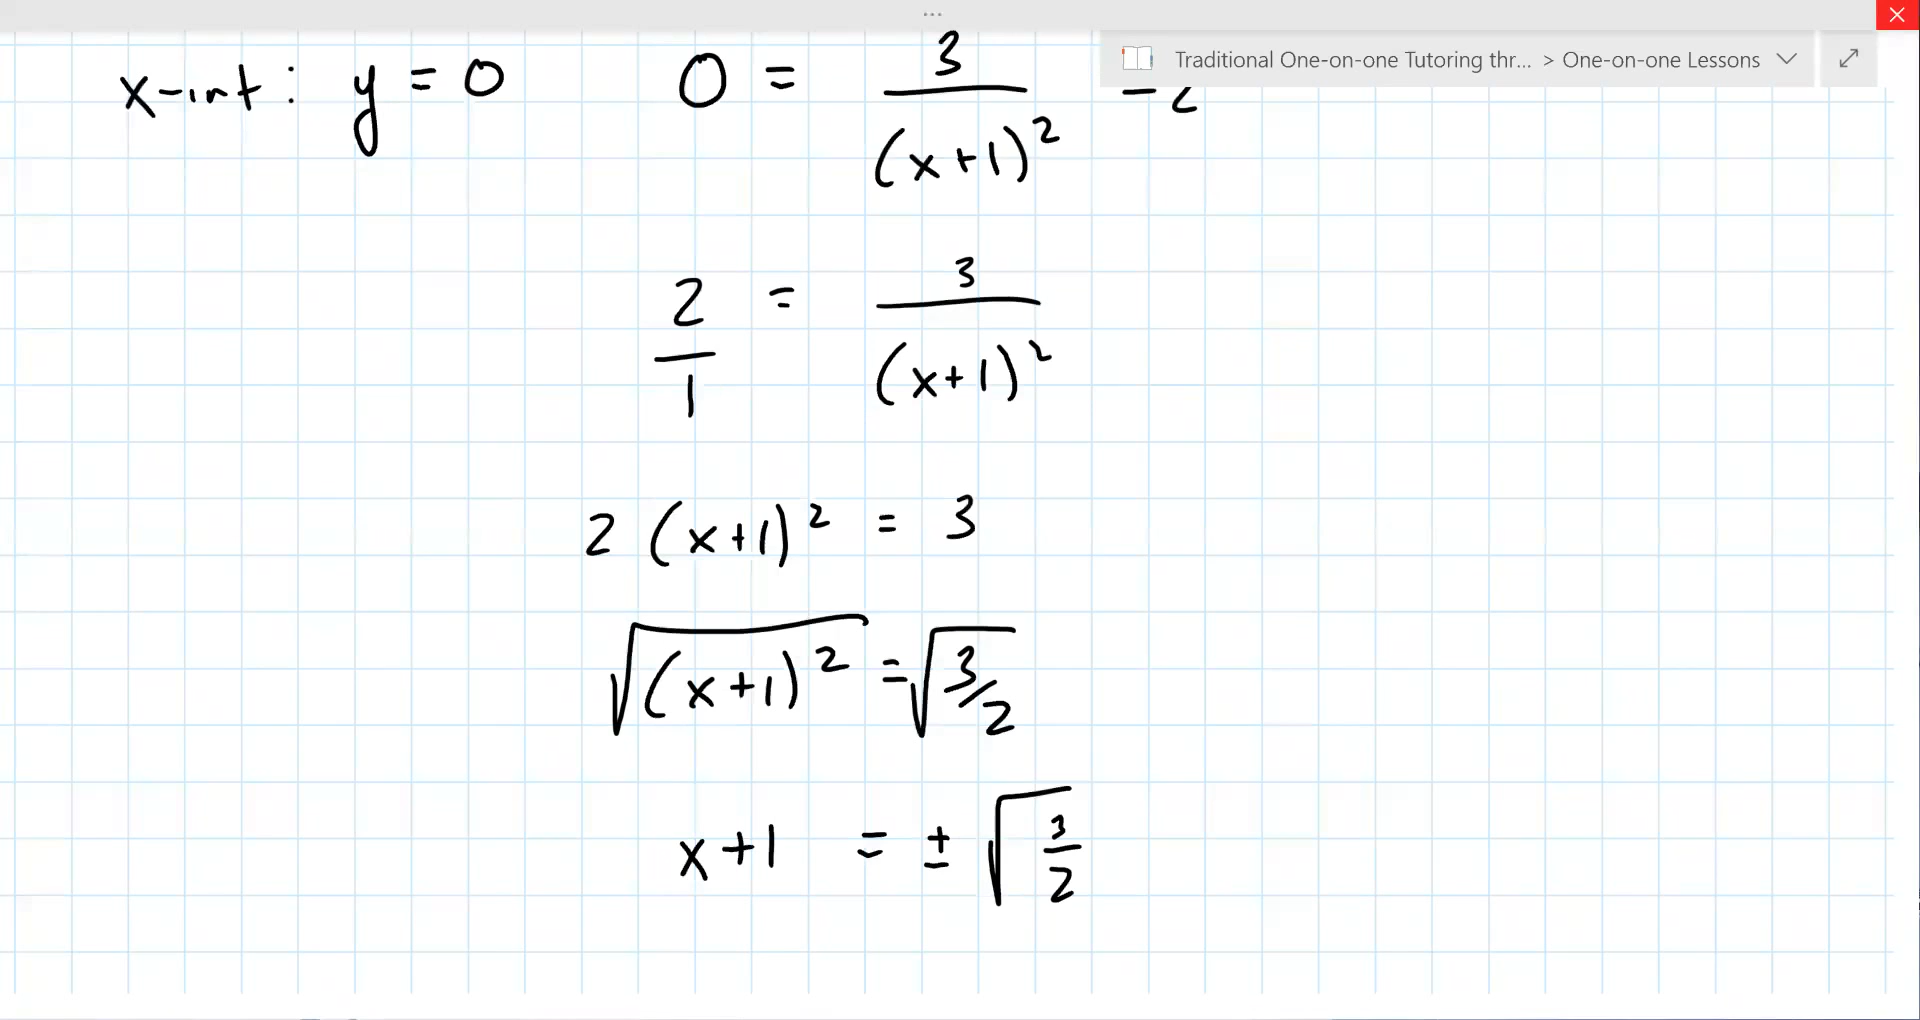 ...
Traditional One-on-one Tutoring thr... > One-on-one Lessons
x-int: y = 0    0 = 3/(x+1)² - 2
2/1 = 3/(x+1)²
2(x+1)² = 3
√(x+1)² = √3/2
x+1 = ± √3/2